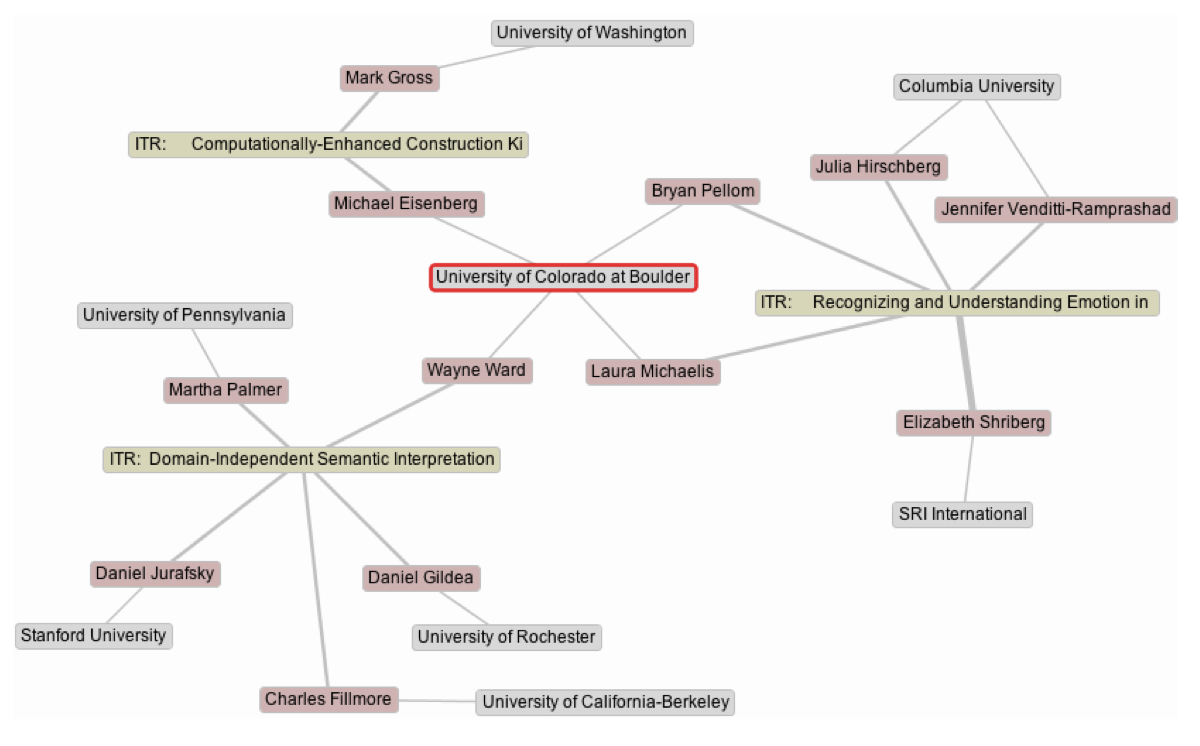 University of Washington
Mark Gross
Columbia University
ITR: Computationally-Enhanced Construction Ki
Julia Hirschberg
Bryan Pellom
Michael Eisenberg
Jennifer Venditti-Ramprashad
University of Colorado at Boulder
ITR: Recognizing and Understanding Emotion in
University of Pennsylvania
Wayne Ward
Laura Michaelis
Martha Palmer
Elizabeth Shriberg
ITR: Domain-Independent Semantic Interpretation
SRI International
Daniel Jurafsky
Daniel Gildea
Stanford University
University of Rochester
Charles Fillmore
University of California-Berkeley